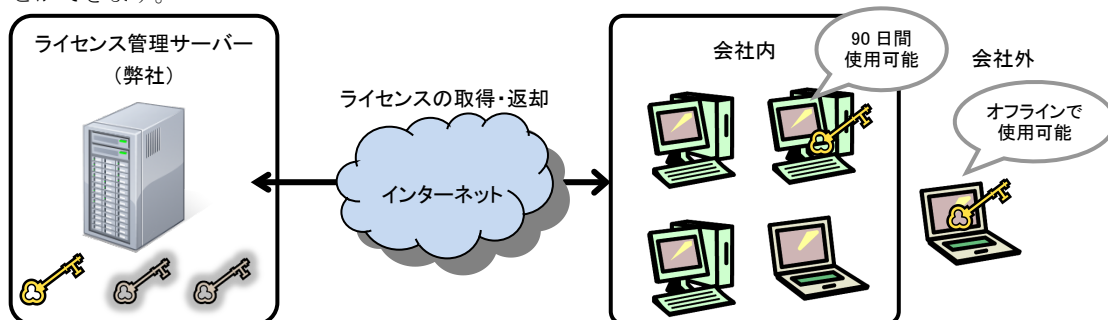 ライセンス管理サーバー
（弊社）
ライセンスの取得・返却
インターネット
会社内
90 日間
使用可能
会社外
オフラインで
使用可能